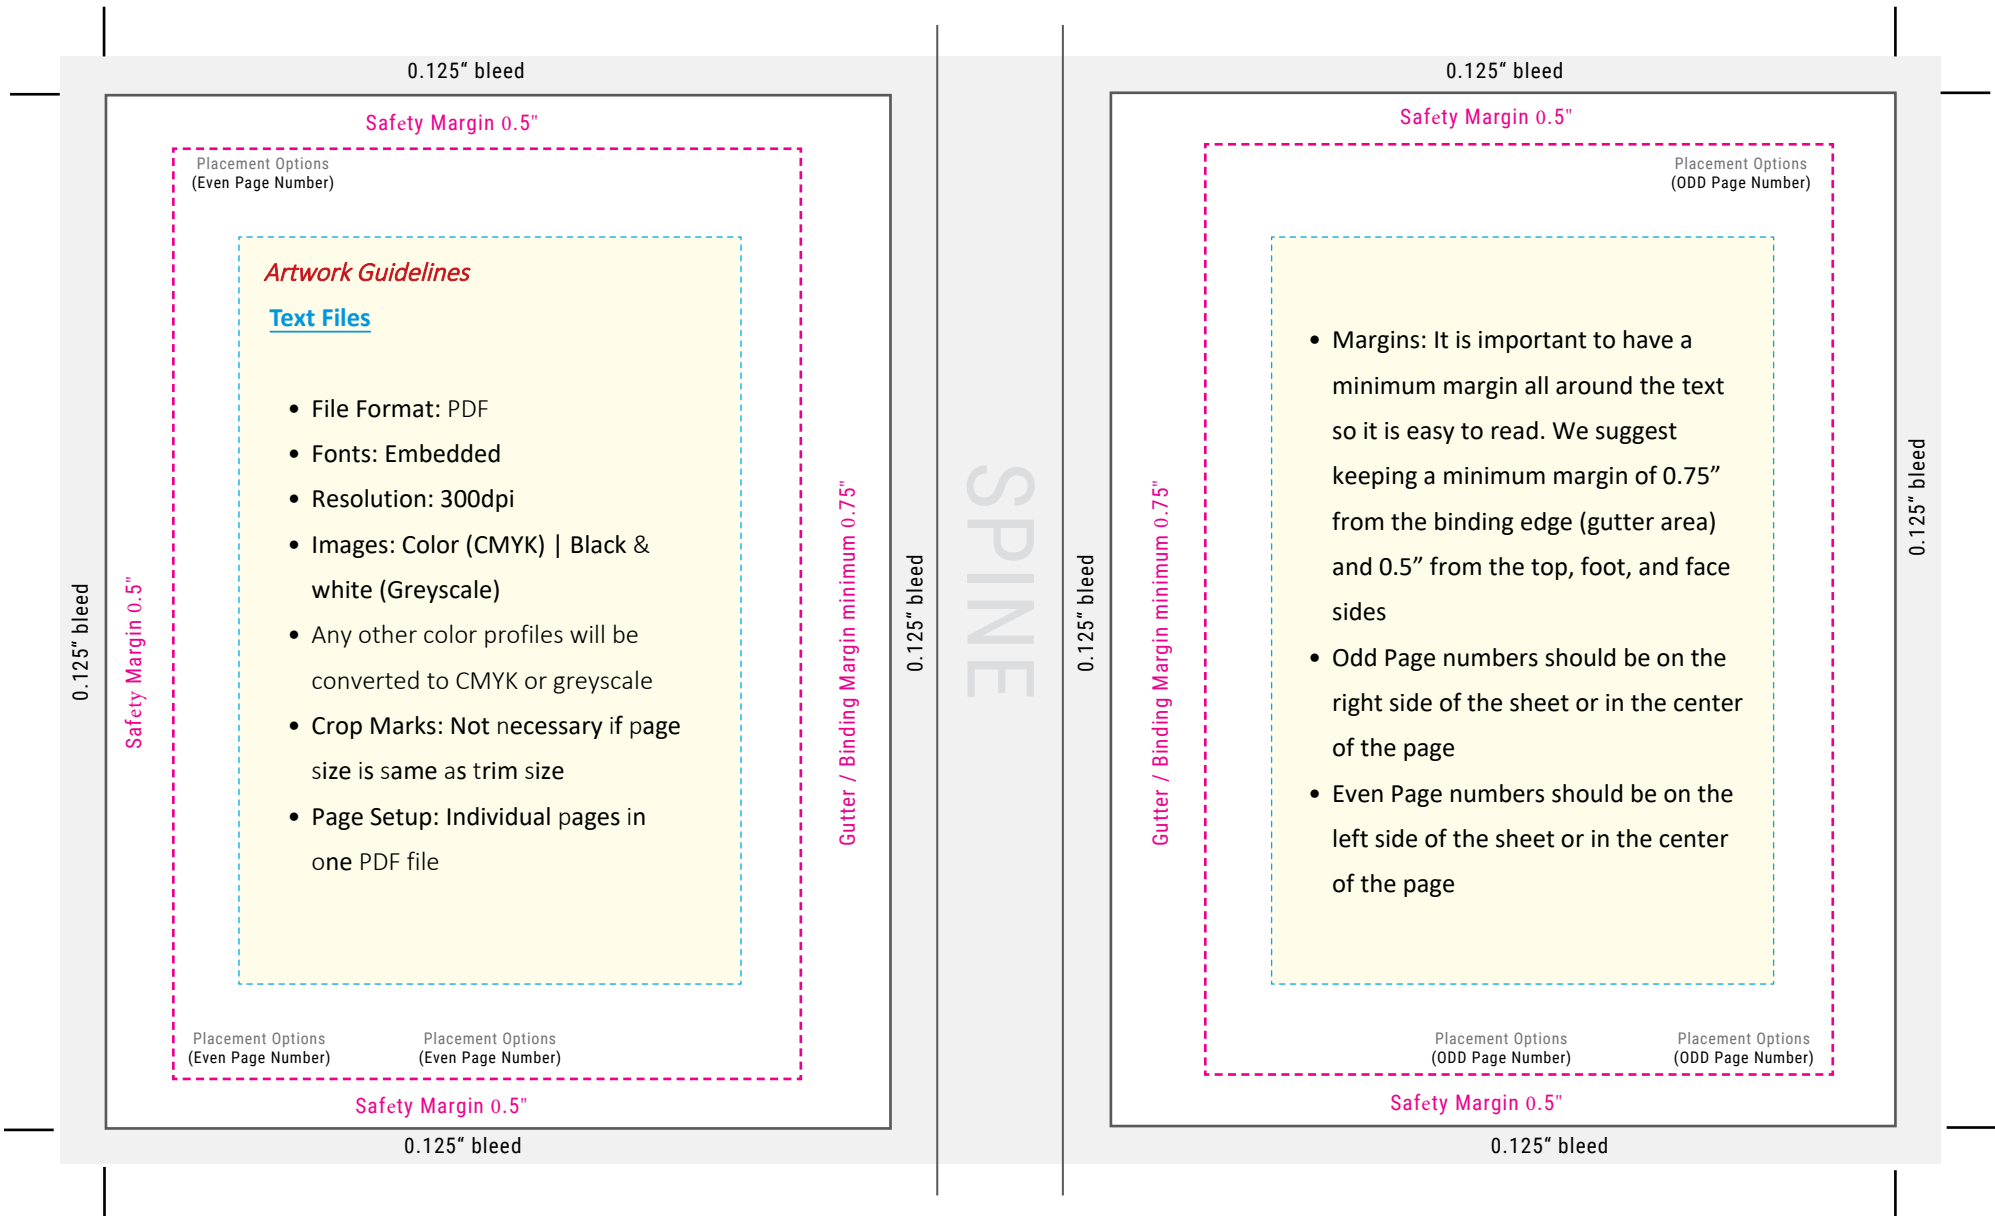 0.125“ bleed
Safety Margin 0.5"
Placement Options
(Even Page Number)
Artwork Guidelines
Text Files
• File Format: PDF
• Fonts: Embedded
• Resolution: 300dpi
• Images: Color (CMYK) | Black &
white (Greyscale)
• Any other color profiles will be
converted to CMYK or greyscale
• Crop Marks: Not necessary if page
size is same as trim size
• Page Setup: Individual pages in
one PDF file
0.125“ bleed
Safety Margin 0.5"
Gutter / Binding Margin minimum 0.75"
0.125“ bleed
Placement Options
(Even Page Number)
Placement Options
(Even Page Number)
Safety Margin 0.5"
0.125“ bleed
SPINE
0.125“ bleed
Safety Margin 0.5"
Placement Options
(ODD Page Number)
0.125“ bleed
Gutter / Binding Margin minimum 0.75"
• Margins: It is important to have a
minimum margin all around the text
so it is easy to read. We suggest
keeping a minimum margin of 0.75”
from the binding edge (gutter area)
and 0.5” from the top, foot, and face
sides
• Odd Page numbers should be on the
right side of the sheet or in the center
of the page
• Even Page numbers should be on the
left side of the sheet or in the center
of the page
0.125“ bleed
Placement Options
(ODD Page Number)
Placement Options
(ODD Page Number)
Safety Margin 0.5"
0.125“ bleed